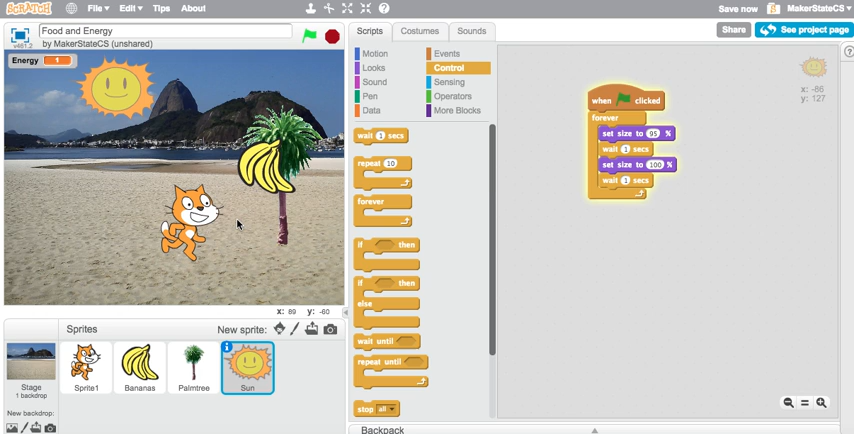 SCRATCH File Edit Tips About Save now MakerStateCS
v461.2 Food and Energy
by MakerStateCS (unshared)
Share See project page
Energy 1
Scripts Costumes Sounds
Motion Events
Looks Control
Sound Sensing
Pen Operators
Data More Blocks
wait 1 secs
repeat 10
forever
if then
if then
else
wait until
repeat until
stop all
when clicked
forever
set size to 95 %
wait 1 secs
set size to 100 %
wait 1 secs
x: -86
y: 127
?
x: 89 y: -60
Sprites New sprite:
Stage
1 backdrop
New backdrop:
Sprite1 Bananas Palmtree Sun
i
Backpack